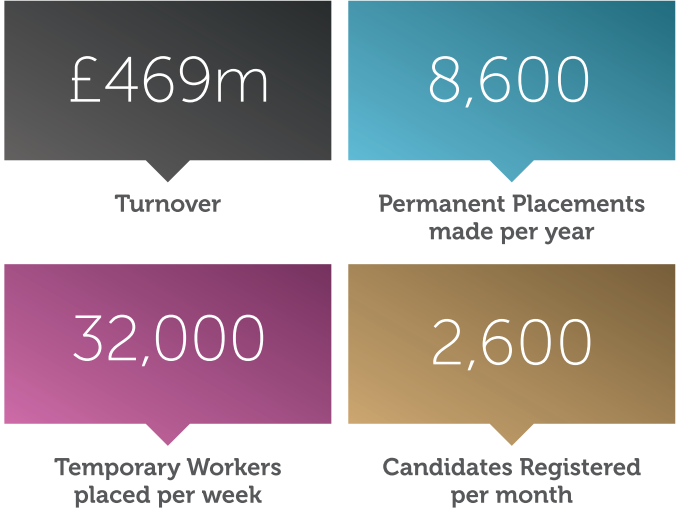 £469m
Turnover
8,600
Permanent Placements
made per year
32,000
Temporary Workers
placed per week
2,600
Candidates Registered
per month